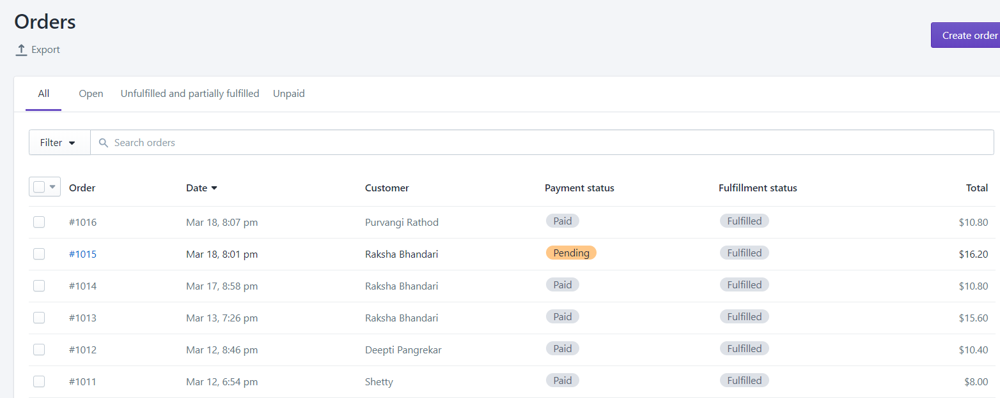 Orders
Export
Create order
All Open Unfulfilled and partially fulfilled Unpaid
Filter Search orders
Order Date Customer Payment status Fulfillment status Total
#1016 Mar 18, 8:07 pm Purvangi Rathod Paid Fulfilled $10.80
#1015 Mar 18, 8:01 pm Raksha Bhandari Pending Fulfilled $16.20
#1014 Mar 17, 8:58 pm Raksha Bhandari Paid Fulfilled $10.80
#1013 Mar 13, 7:26 pm Raksha Bhandari Paid Fulfilled $15.60
#1012 Mar 12, 8:46 pm Deepti Pangrekar Paid Fulfilled $10.40
#1011 Mar 12, 6:54 pm Shetty Paid Fulfilled $8.00